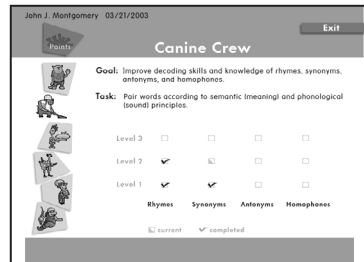 John J. Montgomery 03/21/2003
Exit
Points
Canine Crew
Goal: Improve decoding skills and knowledge of rhymes, synonyms,
antonyms, and homophones.
Task: Pair words according to semantic (meaning) and phonological
(sound) principles.
Level 3
Level 2
Level 1
Rhymes Synonyms Antonyms Homophones
current completed